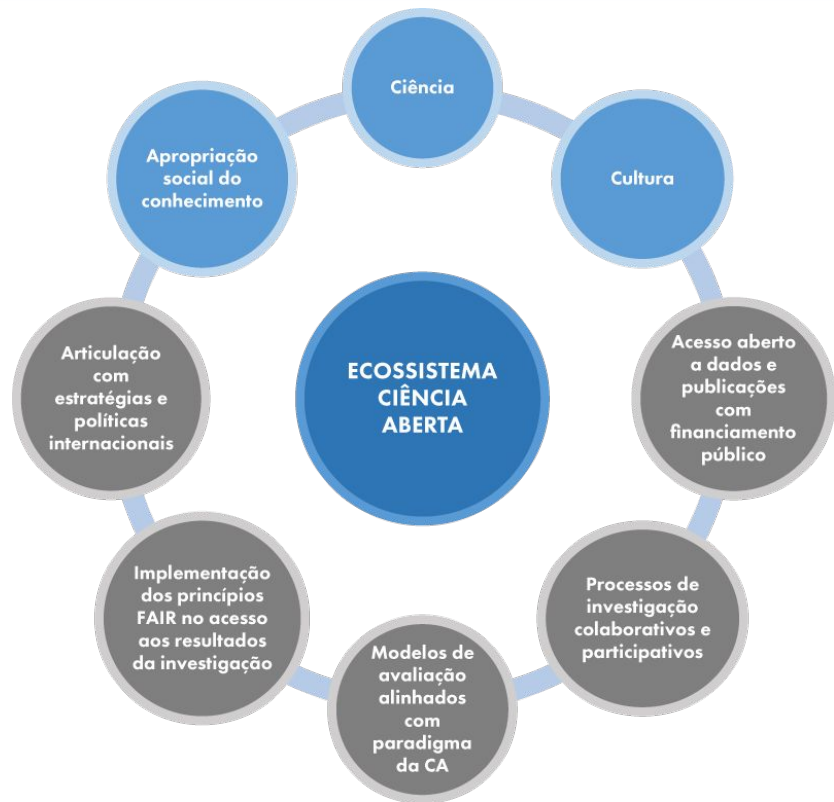 Ciência
Cultura
Apropriação
social do
conhecimento
ECOSSISTEMA
CIÊNCIA
ABERTA
Acesso aberto
a dados e
publicações
com
financiamento
público
Articulação
com
estratégias e
políticas
internacionais
Processos de
investigação
colaborativos e
participativos
Implementação
dos princípios
FAIR no acesso
aos resultados
da investigação
Modelos de
avaliação
alinhados
com
paradigma
da CA